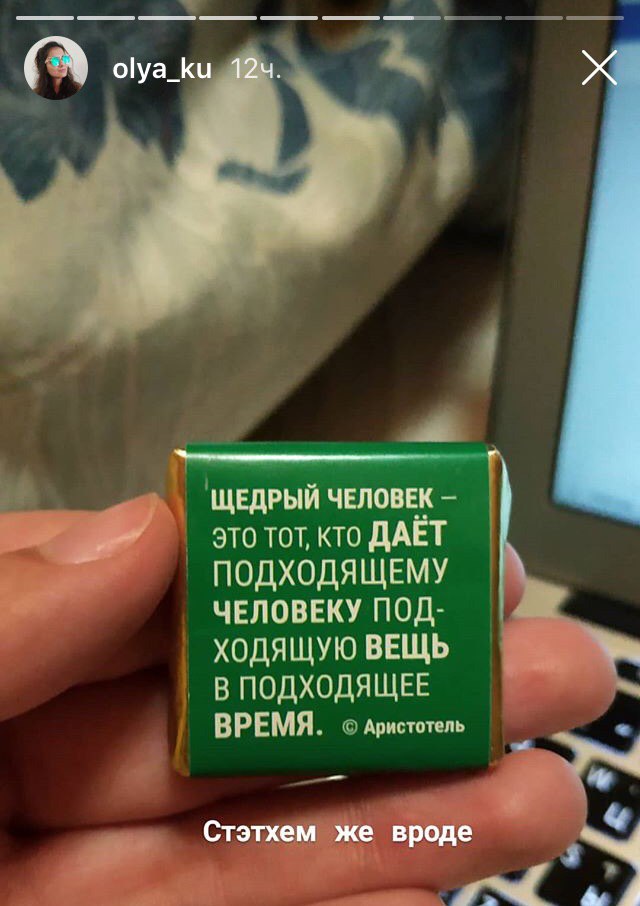 olya_ku 12ч.
ЩЕДРЫЙ ЧЕЛОВЕК –
ЭТО ТОТ, КТО ДАЁТ
ПОДХОДЯЩЕМУ
ЧЕЛОВЕКУ ПОД-
ХОДЯЩУЮ ВЕЩЬ
В ПОДХОДЯЩЕЕ
ВРЕМЯ. © Аристотель
Стэтхем же вроде